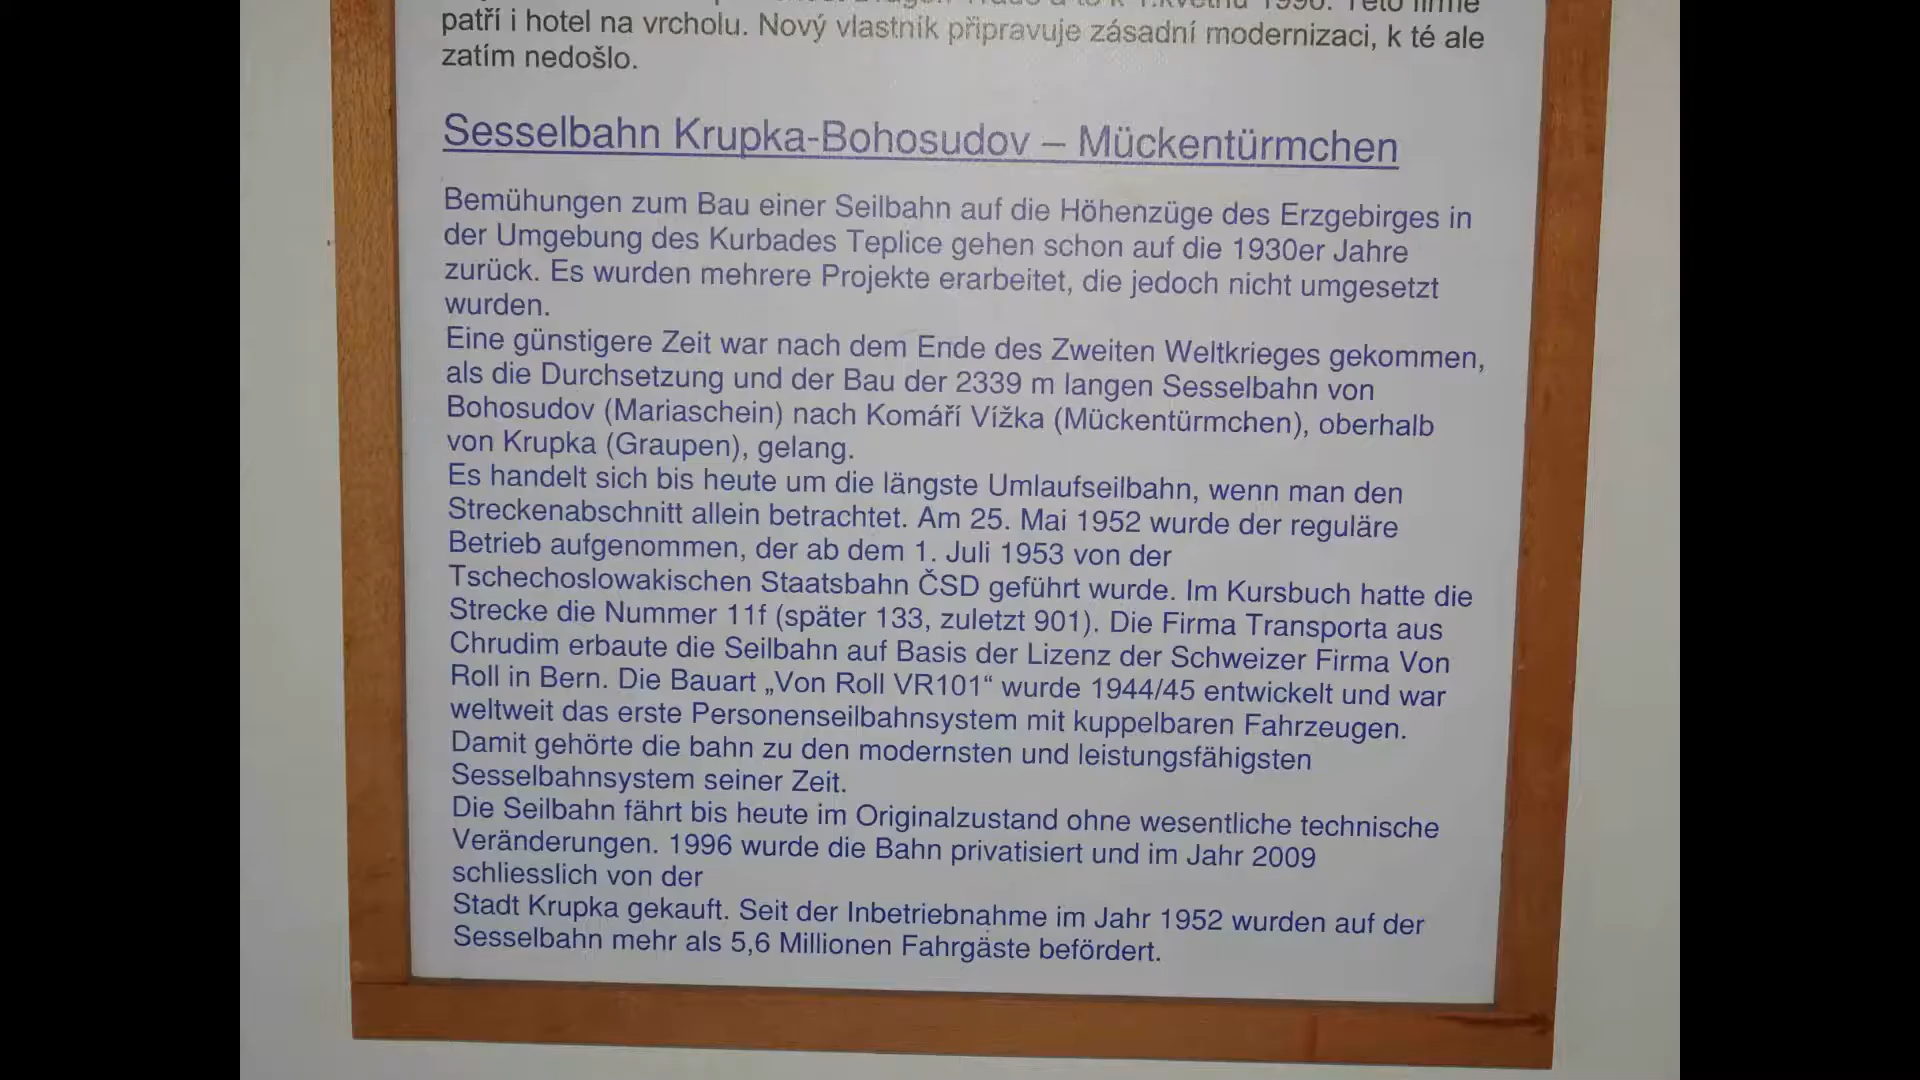 1.května 1996. Této firmě
patří i hotel na vrcholu. Nový vlastník připravuje zásadní modernizaci, k té ale
zatím nedošlo.
Sesselbahn Krupka-Bohosudov – Mückentürmchen
Bemühungen zum Bau einer Seilbahn auf die Höhenzüge des Erzgebirges in
der Umgebung des Kurbades Teplice gehen schon auf die 1930er Jahre
zurück. Es wurden mehrere Projekte erarbeitet, die jedoch nicht umgesetzt
wurden.
Eine günstigere Zeit war nach dem Ende des Zweiten Weltkrieges gekommen,
als die Durchsetzung und der Bau der 2339 m langen Sesselbahn von
Bohosudov (Mariaschein) nach Komáří Vížka (Mückentürmchen), oberhalb
von Krupka (Graupen), gelang.
Es handelt sich bis heute um die längste Umlaufseilbahn, wenn man den
Streckenabschnitt allein betrachtet. Am 25. Mai 1952 wurde der reguläre
Betrieb aufgenommen, der ab dem 1. Juli 1953 von der
Tschechoslowakischen Staatsbahn ČSD geführt wurde. Im Kursbuch hatte die
Strecke die Nummer 11f (später 133, zuletzt 901). Die Firma Transporta aus
Chrudim erbaute die Seilbahn auf Basis der Lizenz der Schweizer Firma Von
Roll in Bern. Die Bauart „Von Roll VR101“ wurde 1944/45 entwickelt und war
weltweit das erste Personenseilbahnsystem mit kuppelbaren Fahrzeugen.
Damit gehörte die bahn zu den modernsten und leistungsfähigsten
Sesselbahnsystem seiner Zeit.
Die Seilbahn fährt bis heute im Originalzustand ohne wesentliche technische
Veränderungen. 1996 wurde die Bahn privatisiert und im Jahr 2009
schliesslich von der
Stadt Krupka gekauft. Seit der Inbetriebnahme im Jahr 1952 wurden auf der
Sesselbahn mehr als 5,6 Millionen Fahrgäste befördert.